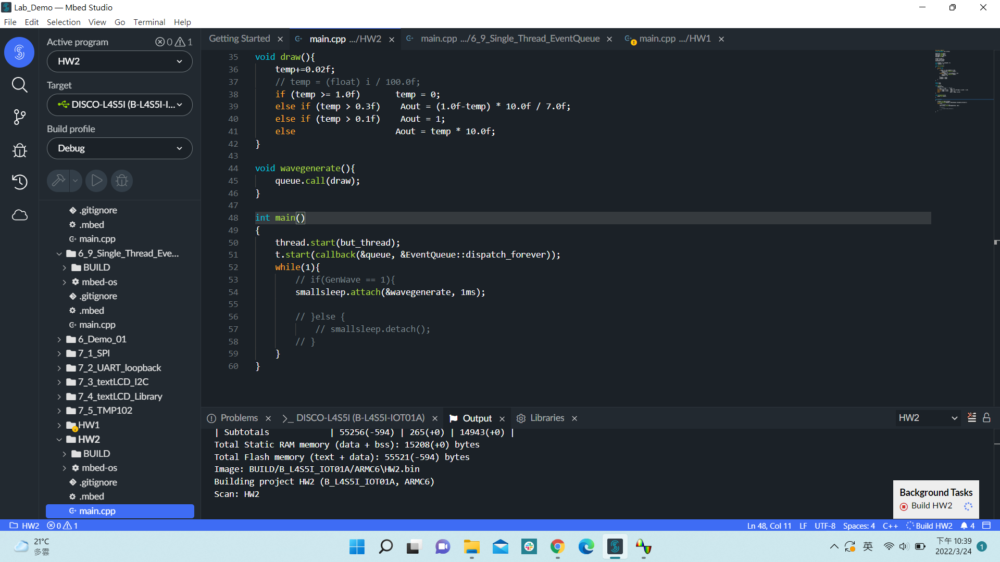 Lab_Demo — Mbed Studio
File Edit Selection View Go Terminal Help
Active program 0 1
HW2
Target
DISCO-L4S5I (B-L4S5I-I...
Build profile
Debug
.gitignore
.mbed
main.cpp
6_9_Single_Thread_Eve...
BUILD
mbed-os
.gitignore
.mbed
main.cpp
6_Demo_01
7_1_SPI
7_2_UART_loopback
7_3_textLCD_I2C
7_4_textLCD_Library
7_5_TMP102
HW1
HW2
BUILD
mbed-os
.gitignore
.mbed
main.cpp
Getting Started main.cpp .../HW2 main.cpp .../6_9_Single_Thread_EventQueue main.cpp .../HW1
35 void draw(){
36 temp+=0.02f;
37 // temp = (float) i / 100.0f;
38 if (temp >= 1.0f) temp = 0;
39 else if (temp > 0.3f) Aout = (1.0f-temp) * 10.0f / 7.0f;
40 else if (temp > 0.1f) Aout = 1;
41 else Aout = temp * 10.0f;
42 }
43
44 void wavegenerate(){
45 queue.call(draw);
46 }
47
48 int main()
49 {
50 thread.start(but_thread);
51 t.start(callback(&queue, &EventQueue::dispatch_forever));
52 while(1){
53 // if(GenWave == 1){
54 smallsleep.attach(&wavegenerate, 1ms);
55
56 // }else {
57 // smallsleep.detach();
58 // }
59 }
60 }
Problems >_ DISCO-L4S5I (B-L4S5I-IOT01A) Output Libraries HW2
| Subtotals | 55256(-594) | 265(+0) | 14943(+0) |
Total Static RAM memory (data + bss): 15208(+0) bytes
Total Flash memory (text + data): 55521(-594) bytes
Image: BUILD/B_L4S5I_IOT01A/ARMC6\HW2.bin
Building project HW2 (B_L4S5I_IOT01A, ARMC6)
Scan: HW2
Background Tasks
Build HW2
HW2 0 1 Ln 48, Col 11 LF UTF-8 Spaces: 4 C++ Build HW2 4
21°C
多雲
英
下午 10:39
2022/3/24
1